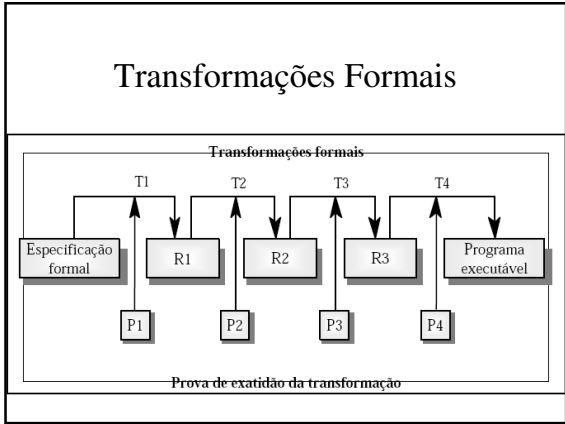 Transformações Formais
Transformações formais
T1
T2
T3
T4
Especificação
formal
R1
R2
R3
Programa
executável
P1
P2
P3
P4
Prova de exatidão da transformação